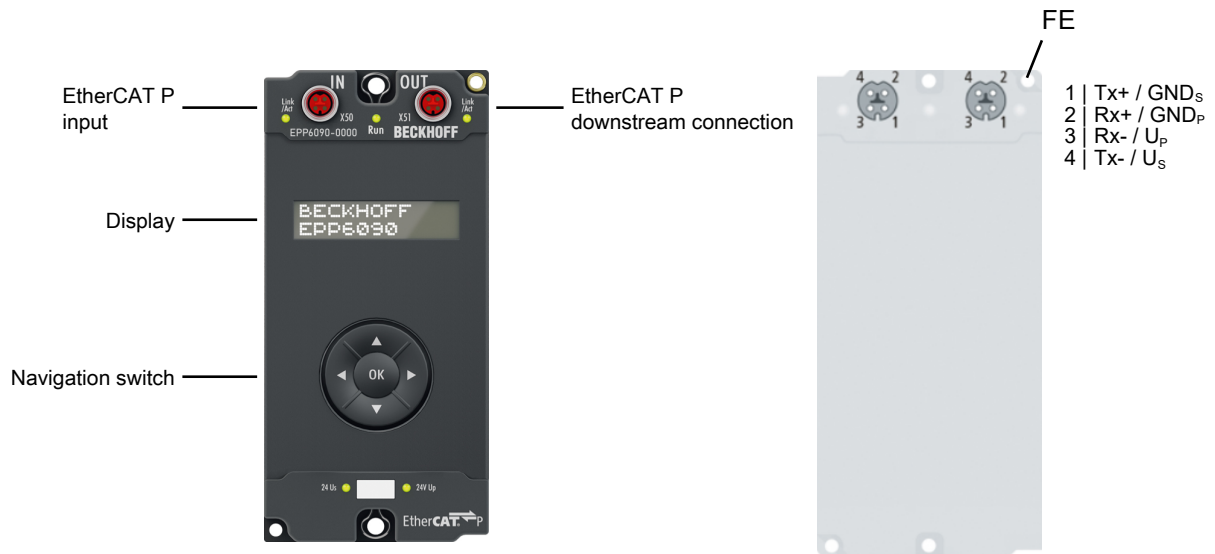 FE
EtherCAT P
input
IN
OUT
Link
/Act
X50
X51
Link
/Act
EPP6090-0000
Run
BECKHOFF
EtherCAT P
downstream connection
4 2
3 1
4 2
3 1
1 | Tx+ / GNDS
2 | Rx+ / GNDP
3 | Rx- / UP
4 | Tx- / US
Display
BECKHOFF
EPP6090
Navigation switch
OK
24 Us
24V Up
EtherCAT P